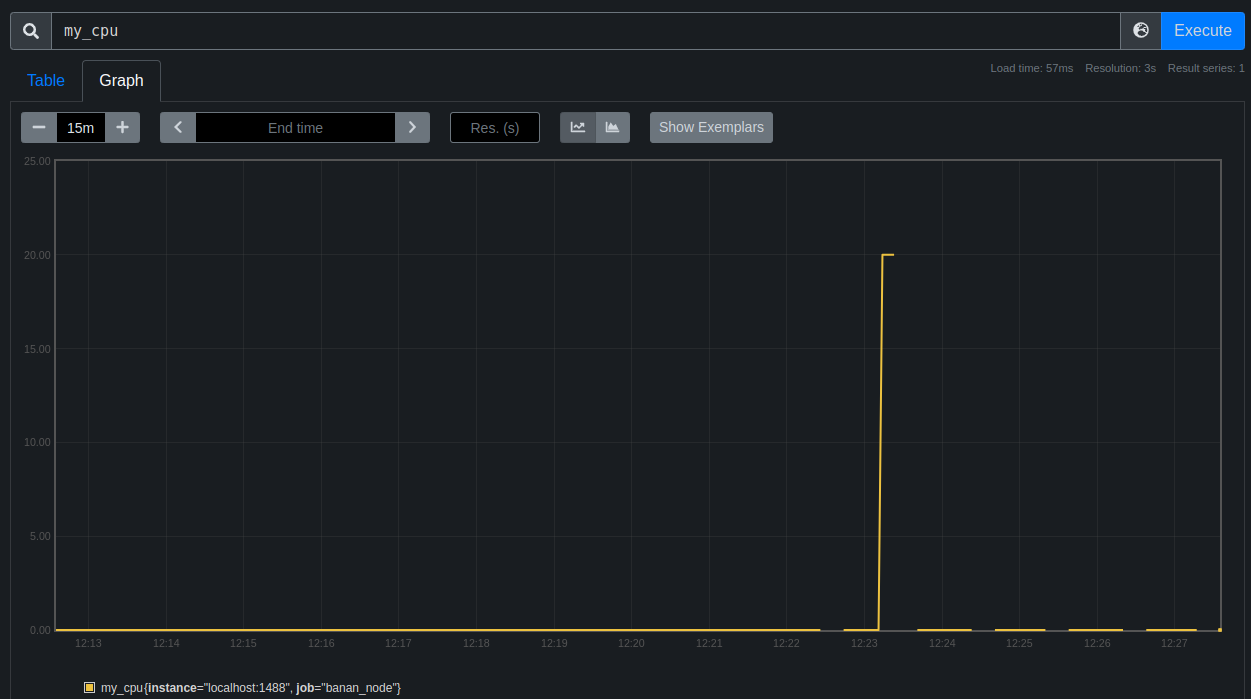 my_cpu
Execute
Table
Graph
Load time: 57ms Resolution: 3s Result series: 1
15m
End time
Res. (s)
Show Exemplars
25.00
20.00
15.00
10.00
5.00
0.00
12:13 12:14 12:15 12:16 12:17 12:18 12:19 12:20 12:21 12:22 12:23 12:24 12:25 12:26 12:27
my_cpu{instance="localhost:1488", job="banan_node"}